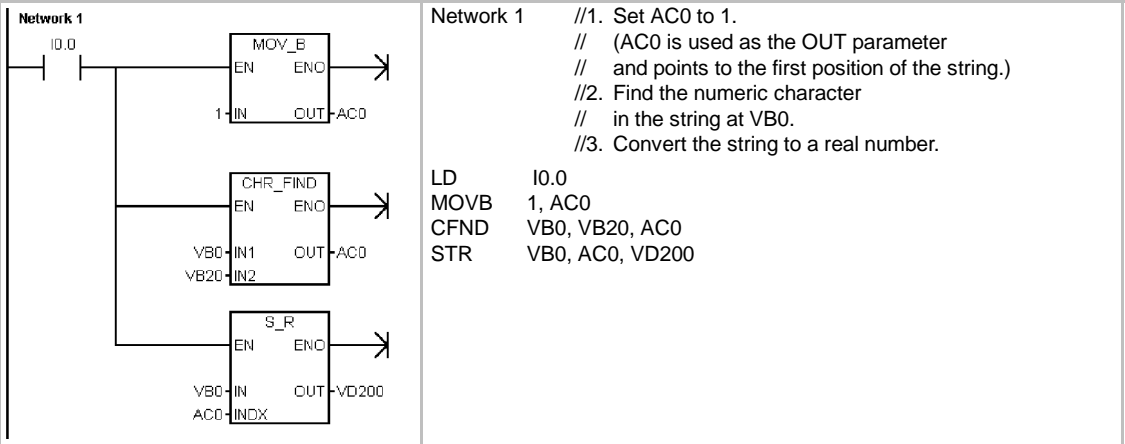 Network 1
I0.0
MOV_B
EN ENO
1 IN OUT AC0
CHR_FIND
EN ENO
VB0 IN1 OUT AC0
VB20 IN2
S_R
EN ENO
VB0 IN OUT VD200
AC0 INDX
Network 1 //1. Set AC0 to 1.
// (AC0 is used as the OUT parameter
// and points to the first position of the string.)
//2. Find the numeric character
// in the string at VB0.
//3. Convert the string to a real number.
LD I0.0
MOVB 1, AC0
CFND VB0, VB20, AC0
STR VB0, AC0, VD200